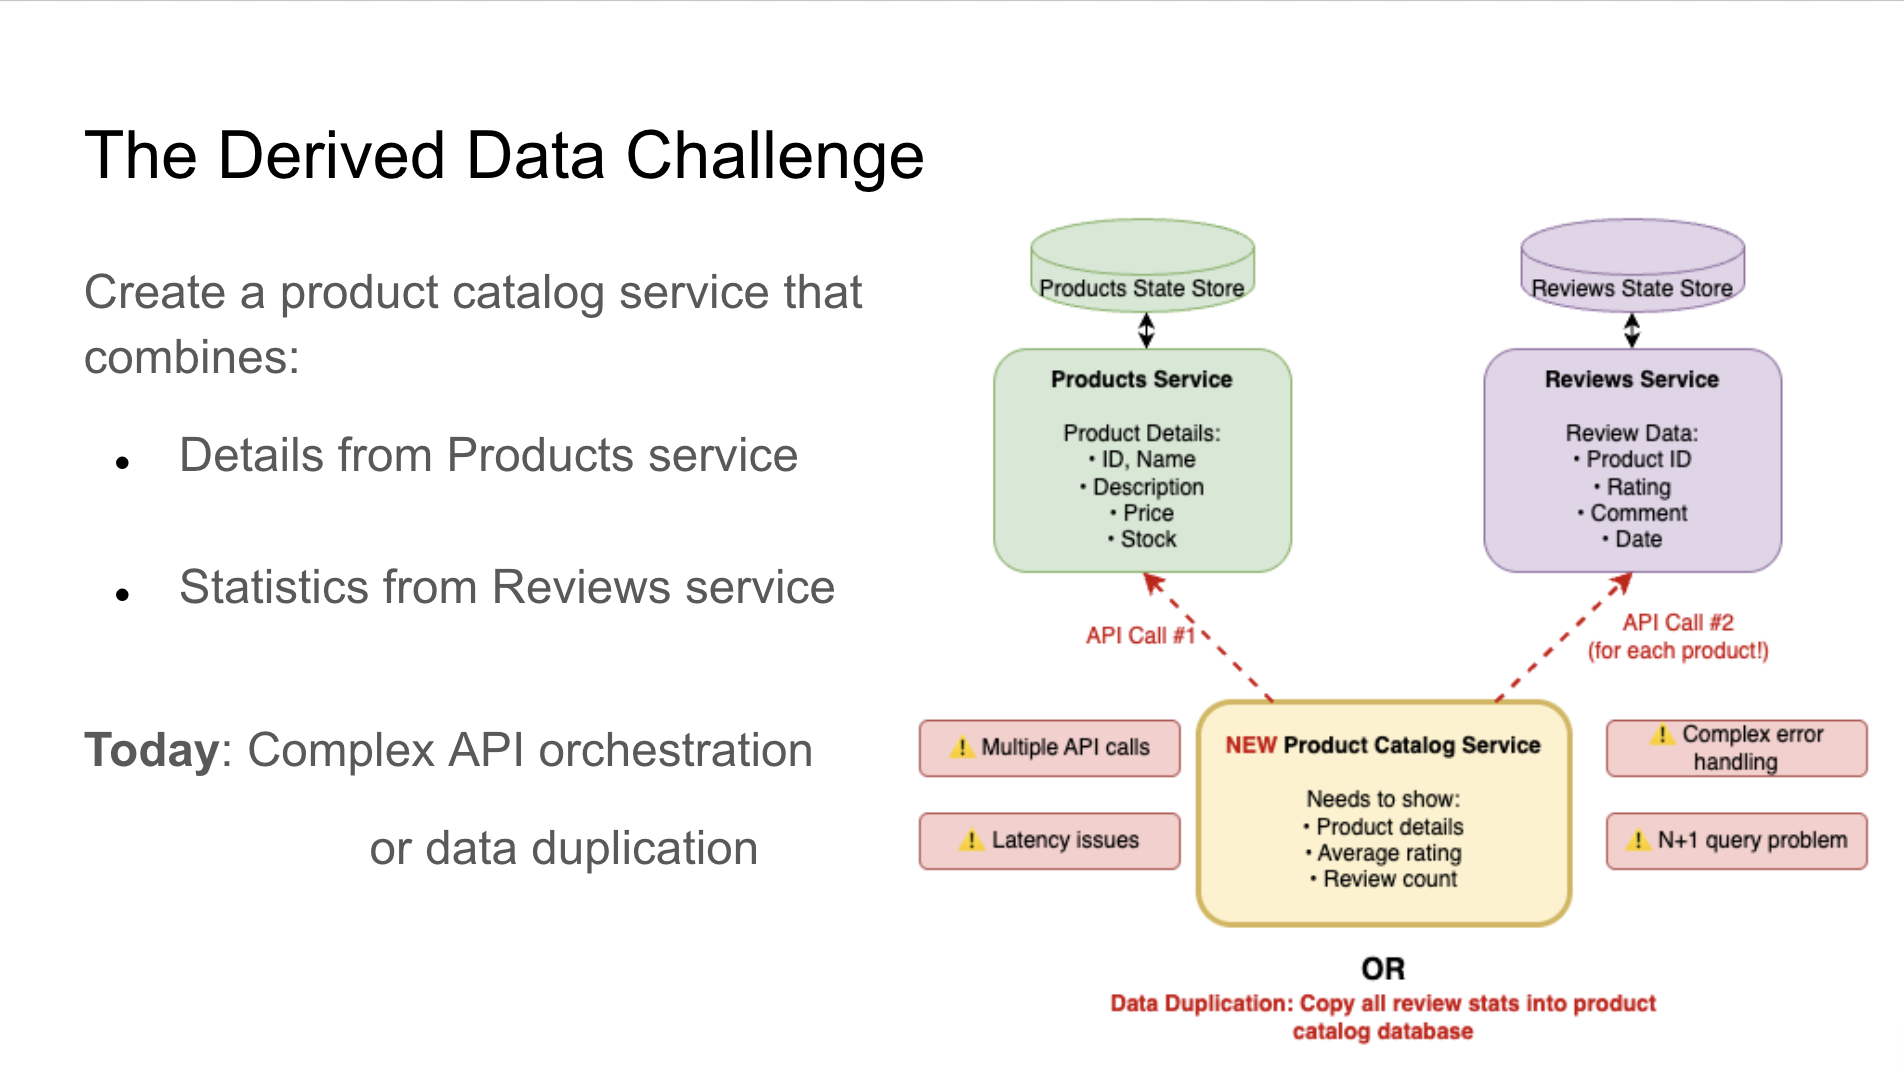 The Derived Data Challenge
Create a product catalog service that
combines:
● Details from Products service
● Statistics from Reviews service
Today: Complex API orchestration
or data duplication
Products State Store
Reviews State Store
Products Service
Product Details:
• ID, Name
• Description
• Price
• Stock
Reviews Service
Review Data:
• Product ID
• Rating
• Comment
• Date
API Call #1
API Call #2
(for each product!)
⚠️ Multiple API calls
⚠️ Latency issues
NEW Product Catalog Service
Needs to show:
• Product details
• Average rating
• Review count
⚠️ Complex error
handling
⚠️ N+1 query problem
OR
Data Duplication: Copy all review stats into product
catalog database